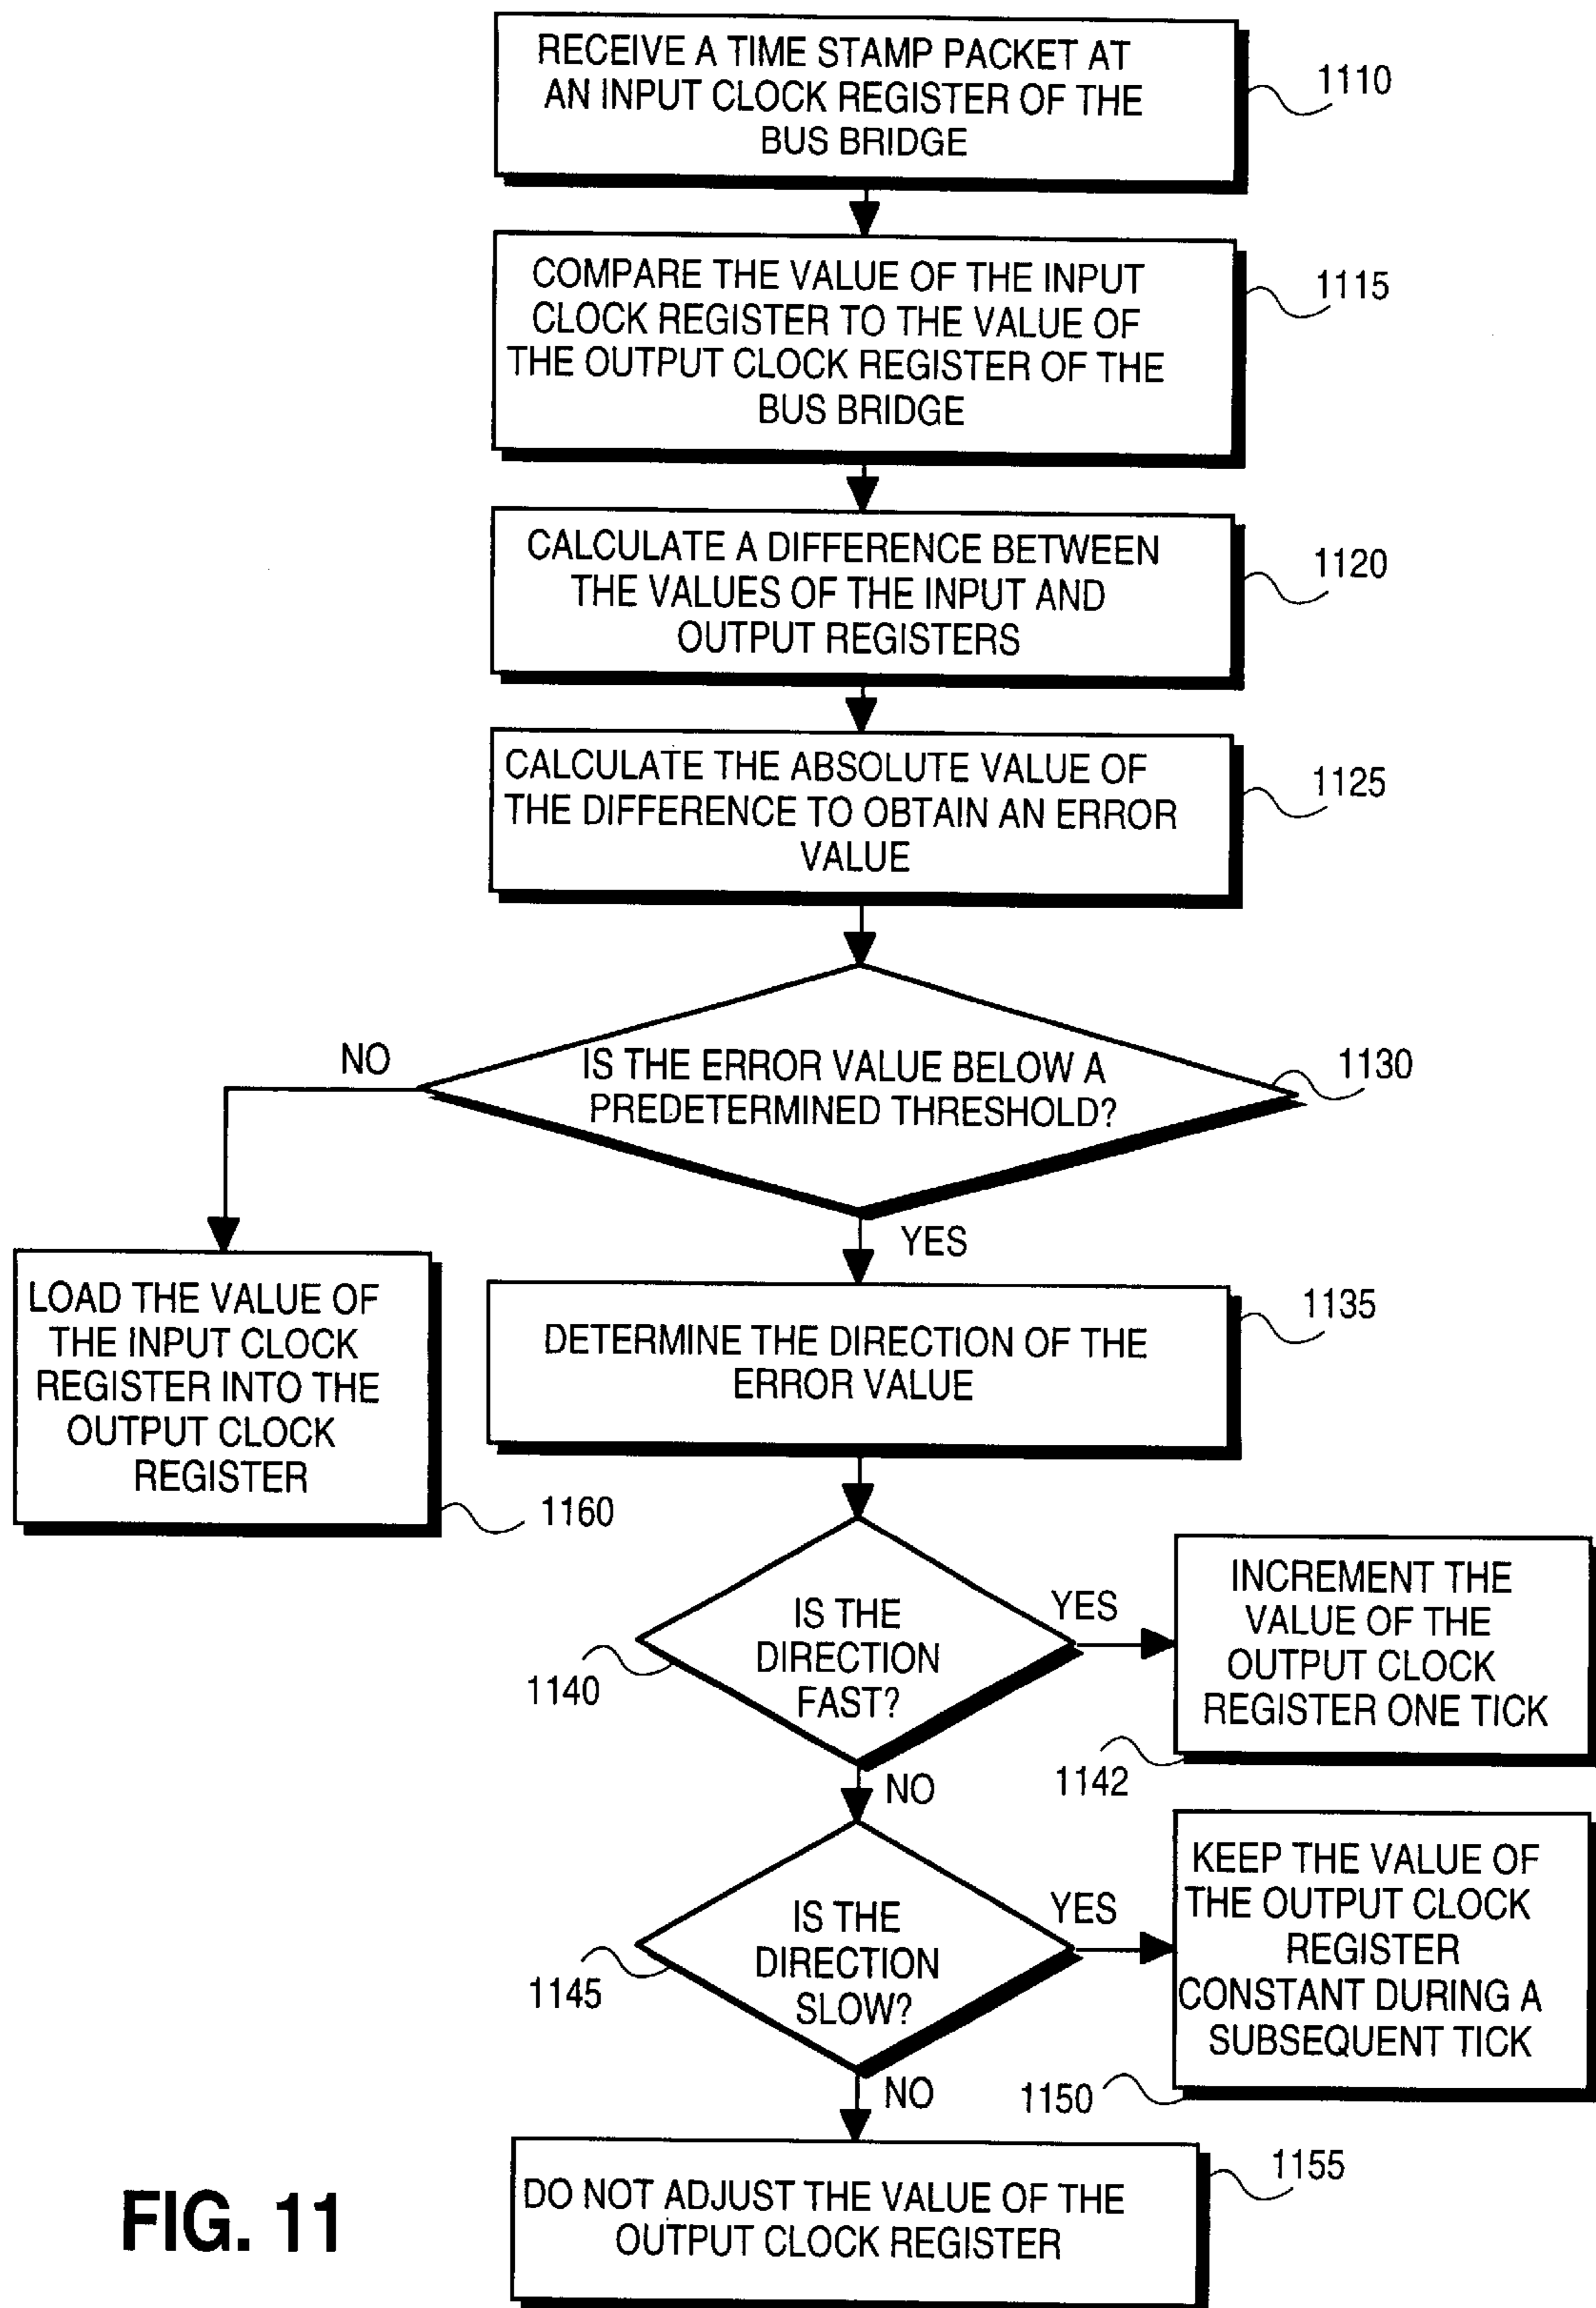 RECEIVE A TIME STAMP PACKET AT
AN INPUT CLOCK REGISTER OF THE
BUS BRIDGE
1110
COMPARE THE VALUE OF THE INPUT
CLOCK REGISTER TO THE VALUE OF
THE OUTPUT CLOCK REGISTER OF THE
BUS BRIDGE
1115
CALCULATE A DIFFERENCE BETWEEN
THE VALUES OF THE INPUT AND
OUTPUT REGISTERS
1120
CALCULATE THE ABSOLUTE VALUE OF
THE DIFFERENCE TO OBTAIN AN ERROR
VALUE
1125
IS THE ERROR VALUE BELOW A
PREDETERMINED THRESHOLD?
1130
NO
YES
LOAD THE VALUE OF
THE INPUT CLOCK
REGISTER INTO THE
OUTPUT CLOCK
REGISTER
1160
DETERMINE THE DIRECTION OF THE
ERROR VALUE
1135
IS THE
DIRECTION
FAST?
1140
YES
INCREMENT THE
VALUE OF THE
OUTPUT CLOCK
REGISTER ONE TICK
1142
NO
IS THE
DIRECTION
SLOW?
1145
YES
KEEP THE VALUE OF
THE OUTPUT CLOCK
REGISTER
CONSTANT DURING A
SUBSEQUENT TICK
1150
NO
DO NOT ADJUST THE VALUE OF THE
OUTPUT CLOCK REGISTER
1155
FIG. 11